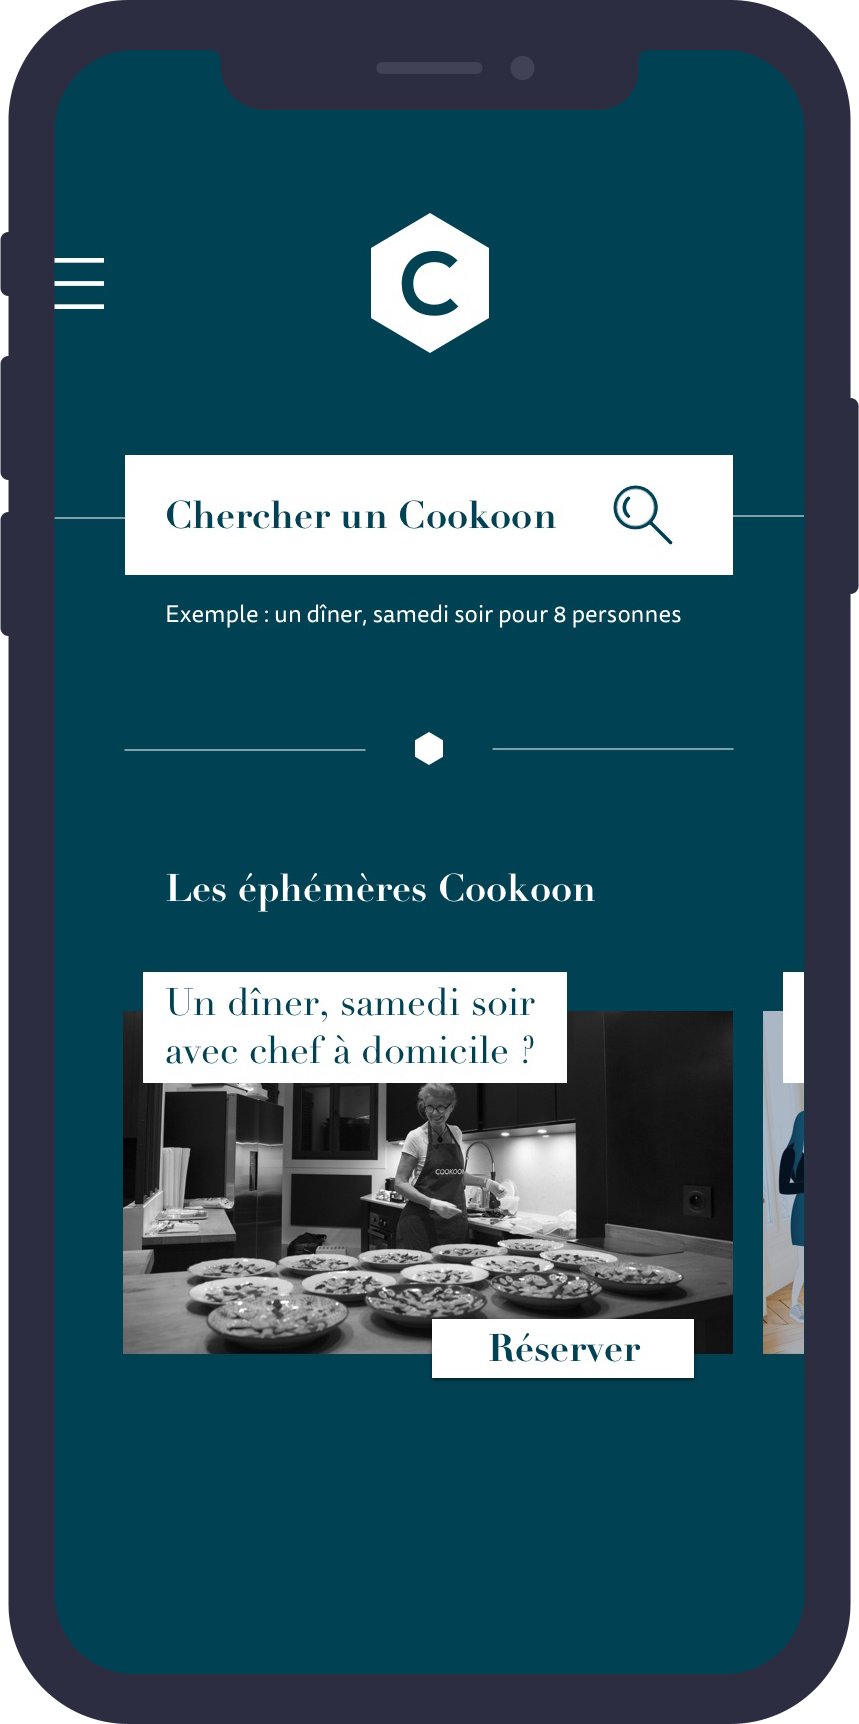 C
Chercher un Cookoon
Exemple : un dîner, samedi soir pour 8 personnes
Les éphémères Cookoon
Un dîner, samedi soir
avec chef à domicile ?
COOKOON
Réserver